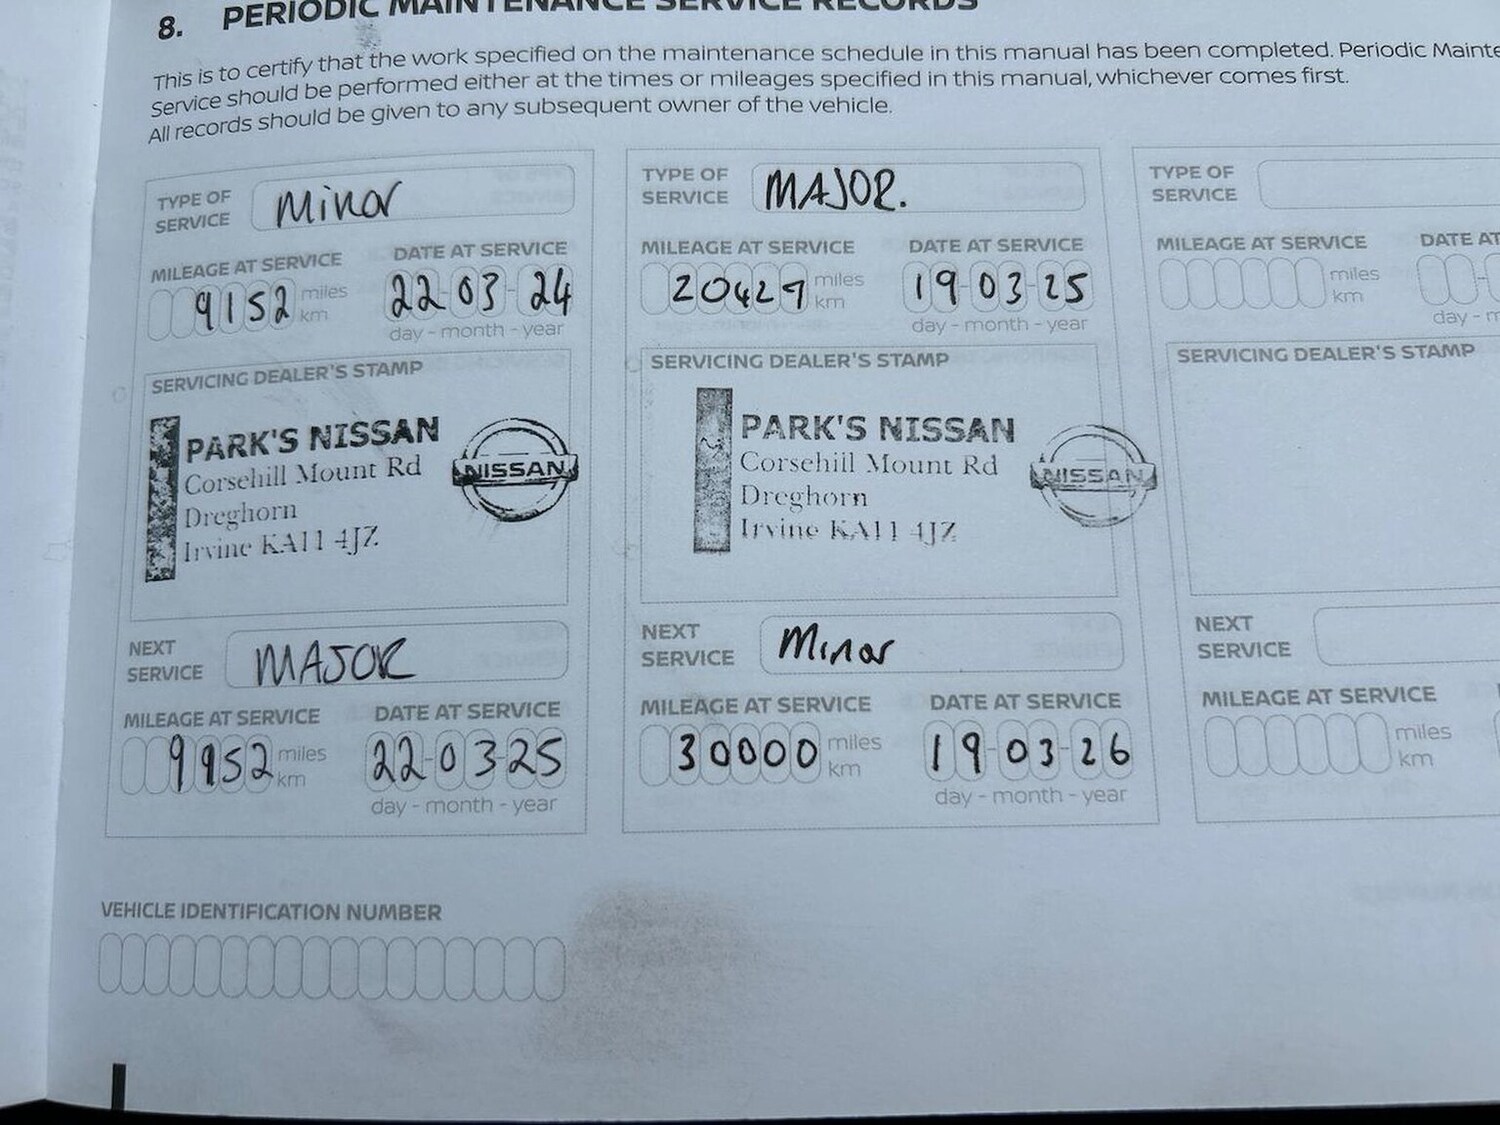 8. PERIODIC MAINTENANCE SERVICE RECORDS
This is to certify that the work specified on the maintenance schedule in this manual has been completed. Periodic Mainte
Service should be performed either at the times or mileages specified in this manual, whichever comes first.
All records should be given to any subsequent owner of the vehicle.
TYPE OF SERVICE Minor
MILEAGE AT SERVICE DATE AT SERVICE
9152 miles km 22-03-24
day - month - year
SERVICING DEALER'S STAMP
PARK'S NISSAN
Corsehill Mount Rd
Dreghorn
Irvine KA11 4JZ
NISSAN
NEXT SERVICE MAJOR
MILEAGE AT SERVICE DATE AT SERVICE
9952 miles km 22-03-25
day - month - year
TYPE OF SERVICE MAJOR.
MILEAGE AT SERVICE DATE AT SERVICE
20427 miles km 19-03-25
day - month - year
SERVICING DEALER'S STAMP
PARK'S NISSAN
Corsehill Mount Rd
Dreghorn
Irvine KA11 4JZ
NISSAN
NEXT SERVICE Minor
MILEAGE AT SERVICE DATE AT SERVICE
30000 miles km 19-03-26
day - month - year
TYPE OF SERVICE
MILEAGE AT SERVICE DATE AT
miles km
day - m
SERVICING DEALER'S STAMP
NEXT SERVICE
MILEAGE AT SERVICE
miles km
VEHICLE IDENTIFICATION NUMBER